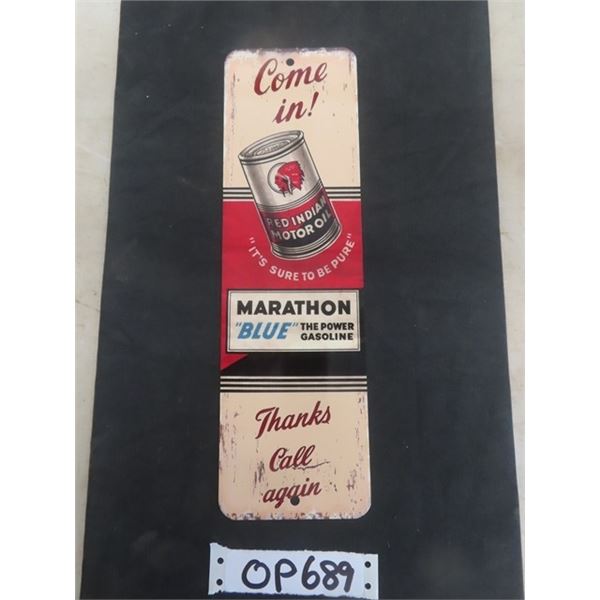 Come
in!
RED INDIAN
MOTOR OIL
"IT'S SURE TO BE PURE"
MARATHON
"BLUE" THE POWER
GASOLINE
Thanks
Call
again
OP689